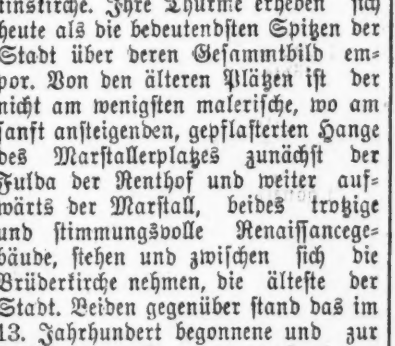 tinskirche. Ihre Thürme erheben sich
heute als die bedeutendsten Spitzen der
Stadt über deren Gesammtbild em-
por. Von den älteren Plätzen ist der
nicht am wenigsten malerische, wo am
sanft ansteigenden, gepflasterten Hange
des Marstallerplatzes zunächst der
Fulda der Renthof und weiter auf-
wärts der Marstall, beides trotzige
und stimmungsvolle Renaissancege-
bäude, stehen und zwischen sich die
Brüderkirche nehmen, die älteste der
Stadt. Beiden gegenüber stand das im
13. Jahrhundert begonnene und zur